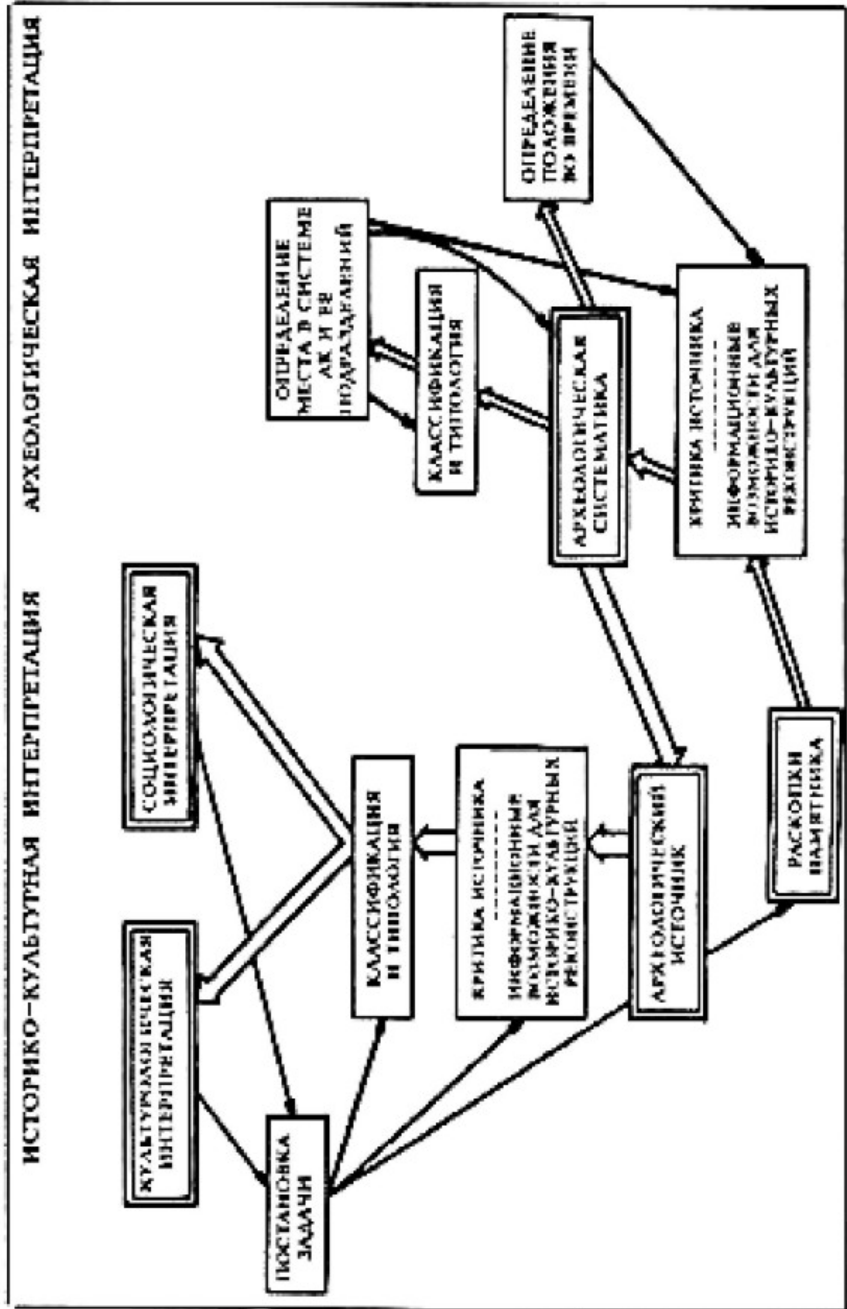 ИСТОРИКО-КУЛЬТУРНАЯ ИНТЕРПРЕТАЦИЯ
АРХЕОЛОГИЧЕСКАЯ ИНТЕРПРЕТАЦИЯ
КУЛЬТУРОЛОГИЧЕСКАЯ
ИНТЕРПРЕТАЦИЯ
СОЦИОЛОГИЧЕСКАЯ
ИНТЕРПРЕТАЦИЯ
ПОСТАНОВКА
ЗАДАЧИ
КЛАССИФИКАЦИЯ
И ТИПОЛОГИЯ
КРИТИКА ИСТОЧНИКА
ИНФОРМАЦИОННЫЕ
ВОЗМОЖНОСТИ ДЛЯ
ИСТОРИКО-КУЛЬТУРНЫХ
РЕКОНСТРУКЦИЙ
АРХЕОЛОГИЧЕСКИЙ
ИСТОЧНИК
РАСКОПКИ
ПАМЯТНИКА
ОПРЕДЕЛЕНИЕ
МЕСТА В СИСТЕМЕ
АК И ЕЕ
ПОДРАЗДЕЛЕНИЙ
КЛАССИФИКАЦИЯ
И ТИПОЛОГИЯ
АРХЕОЛОГИЧЕСКАЯ
СИСТЕМАТИКА
ОПРЕДЕЛЕНИЕ
ПОЛОЖЕНИЯ
ВО ВРЕМЕНИ
КРИТИКА ИСТОЧНИКА
ИНФОРМАЦИОННЫЕ
ВОЗМОЖНОСТИ ДЛЯ
ИСТОРИКО-КУЛЬТУРНЫХ
РЕКОНСТРУКЦИЙ